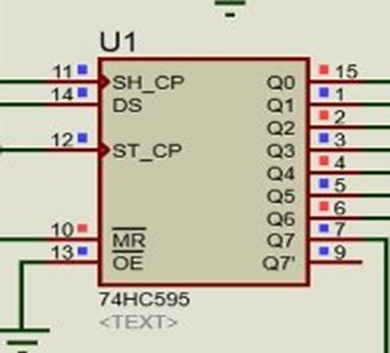 U1
11 SH_CP Q0 15
14 DS Q1 1
Q2 2
12 ST_CP Q3 3
Q4 4
Q5 5
Q6 6
10 MR Q7 7
13 OE Q7' 9
74HC595
<TEXT>